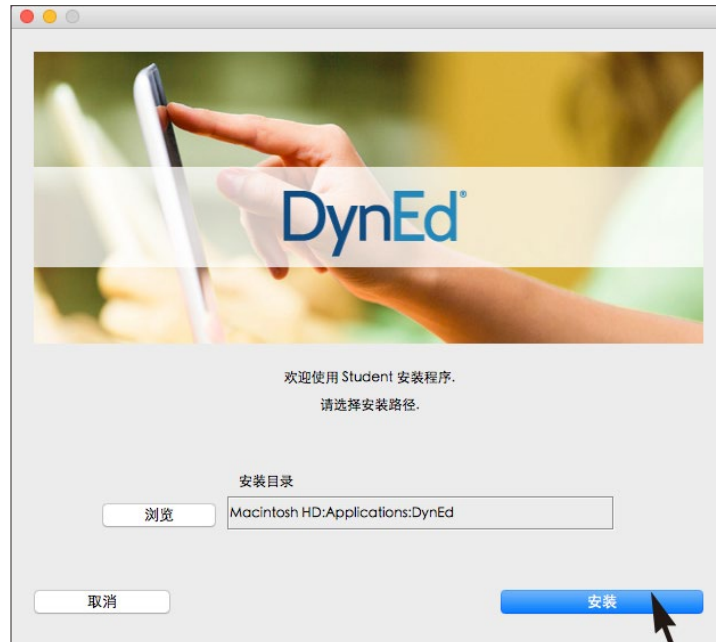 DynEd®
欢迎使用 Student 安装程序.
请选择安装路径.
安装目录
浏览
Macintosh HD:Applications:DynEd
取消
安装